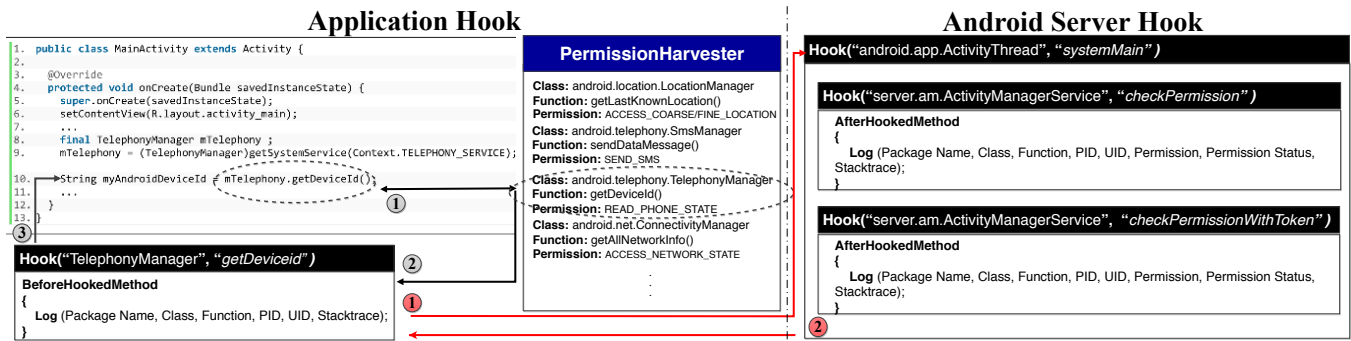 Application Hook
1. public class MainActivity extends Activity {
2.
3. @Override
4. protected void onCreate(Bundle savedInstanceState) {
5. super.onCreate(savedInstanceState);
6. setContentView(R.layout.activity_main);
7. ...
8. final TelephonyManager mTelephony ;
9. mTelephony = (TelephonyManager)getSystemService(Context.TELEPHONY_SERVICE);
10. String myAndroidDeviceId = mTelephony.getDeviceId();
11. ...
12. }
13. }
1
3
Hook("TelephonyManager", "getDeviceid" )
BeforeHookedMethod
{
Log (Package Name, Class, Function, PID, UID, Stacktrace);
}
2
1
PermissionHarvester
Class: android.location.LocationManager
Function: getLastKnownLocation()
Permission: ACCESS_COARSE/FINE_LOCATION
Class: android.telephony.SmsManager
Function: sendDataMessage()
Permission: SEND_SMS
Class: android.telephony.TelephonyManager
Function: getDeviceId()
Permission: READ_PHONE_STATE
Class: android.net.ConnectivityManager
Function: getAllNetworkInfo()
Permission: ACCESS_NETWORK_STATE
.
.
.
Android Server Hook
Hook("android.app.ActivityThread", "systemMain" )
Hook("server.am.ActivityManagerService", "checkPermission" )
AfterHookedMethod
{
Log (Package Name, Class, Function, PID, UID, Permission, Permission Status,
Stacktrace);
}
Hook("server.am.ActivityManagerService", "checkPermissionWithToken" )
AfterHookedMethod
{
Log (Package Name, Class, Function, PID, UID, Permission, Permission Status,
Stacktrace);
}
2